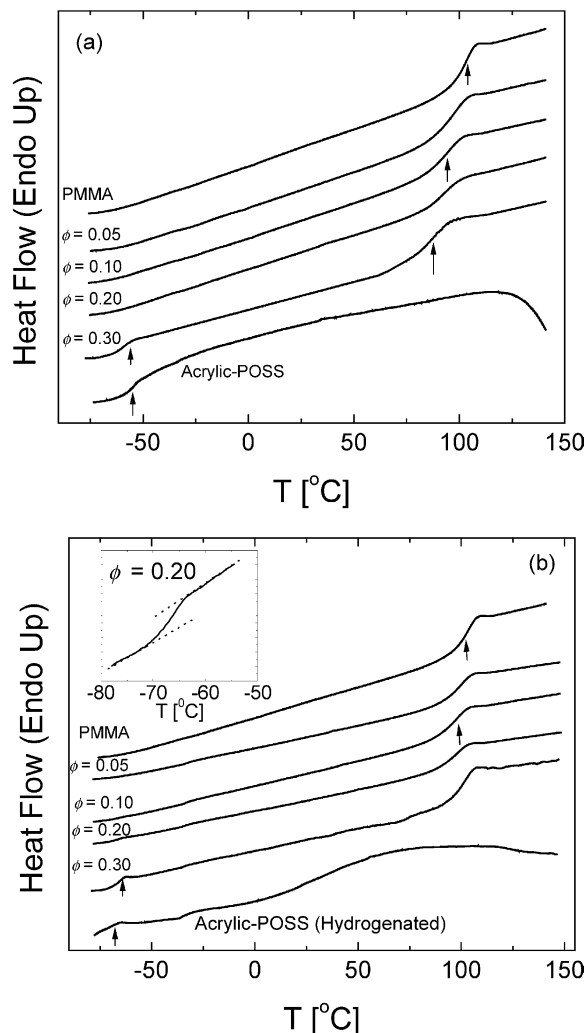 (a)
Heat Flow (Endo Up)
PMMA
ϕ = 0.05
ϕ = 0.10
ϕ = 0.20
ϕ = 0.30
Acrylic-POSS
-50 0 50 100 150
T [°C]
(b)
Heat Flow (Endo Up)
ϕ = 0.20
-80 -70 -60 -50
T [°C]
PMMA
ϕ = 0.05
ϕ = 0.10
ϕ = 0.20
ϕ = 0.30
Acrylic-POSS (Hydrogenated)
-50 0 50 100 150
T [°C]